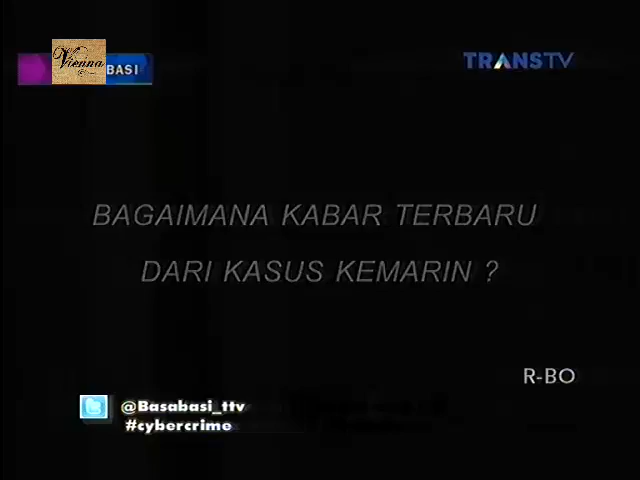 Vienna
BASI
TRANSTV
BAGAIMANA KABAR TERBARU
DARI KASUS KEMARIN ?
R-BO
@Basabasi_ttv
#cybercrime